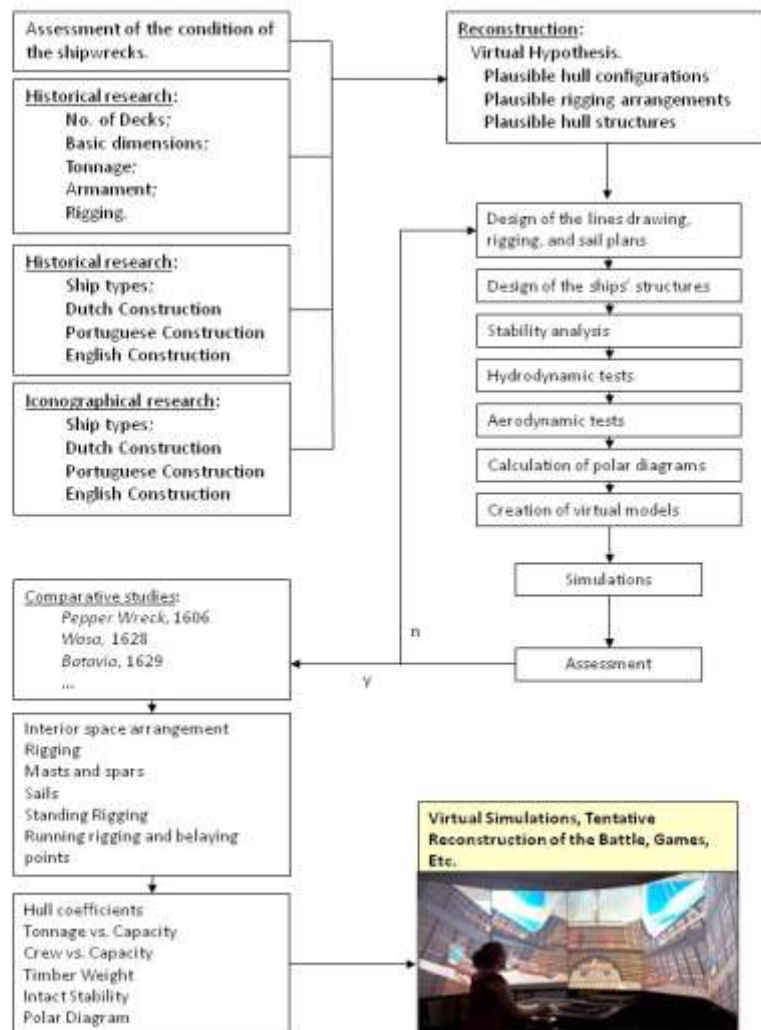 Assessment of the condition of
the shipwrecks.
Historical research:
No. of Decks;
Basic dimensions;
Tonnage;
Armament;
Rigging.
Historical research:
Ship types:
Dutch Construction
Portuguese Construction
English Construction
Iconographical research:
Ship types:
Dutch Construction
Portuguese Construction
English Construction
Reconstruction:
Virtual Hypothesis.
Plausible hull configurations
Plausible rigging arrangements
Plausible hull structures
Design of the lines drawing,
rigging, and sail plans
Design of the ships' structures
Stability analysis
Hydrodynamic tests
Aerodynamic tests
Calculation of polar diagrams
Creation of virtual models
Simulations
Assessment
n
y
Comparative studies:
Pepper Wreck, 1606
Wasa, 1628
Batavia, 1629
...
Interior space arrangement
Rigging
Masts and spars
Sails
Standing Rigging
Running rigging and belaying
points
Hull coefficients
Tonnage vs. Capacity
Crew vs. Capacity
Timber Weight
Intact Stability
Polar Diagram
Virtual Simulations, Tentative
Reconstruction of the Battle, Games,
Etc.